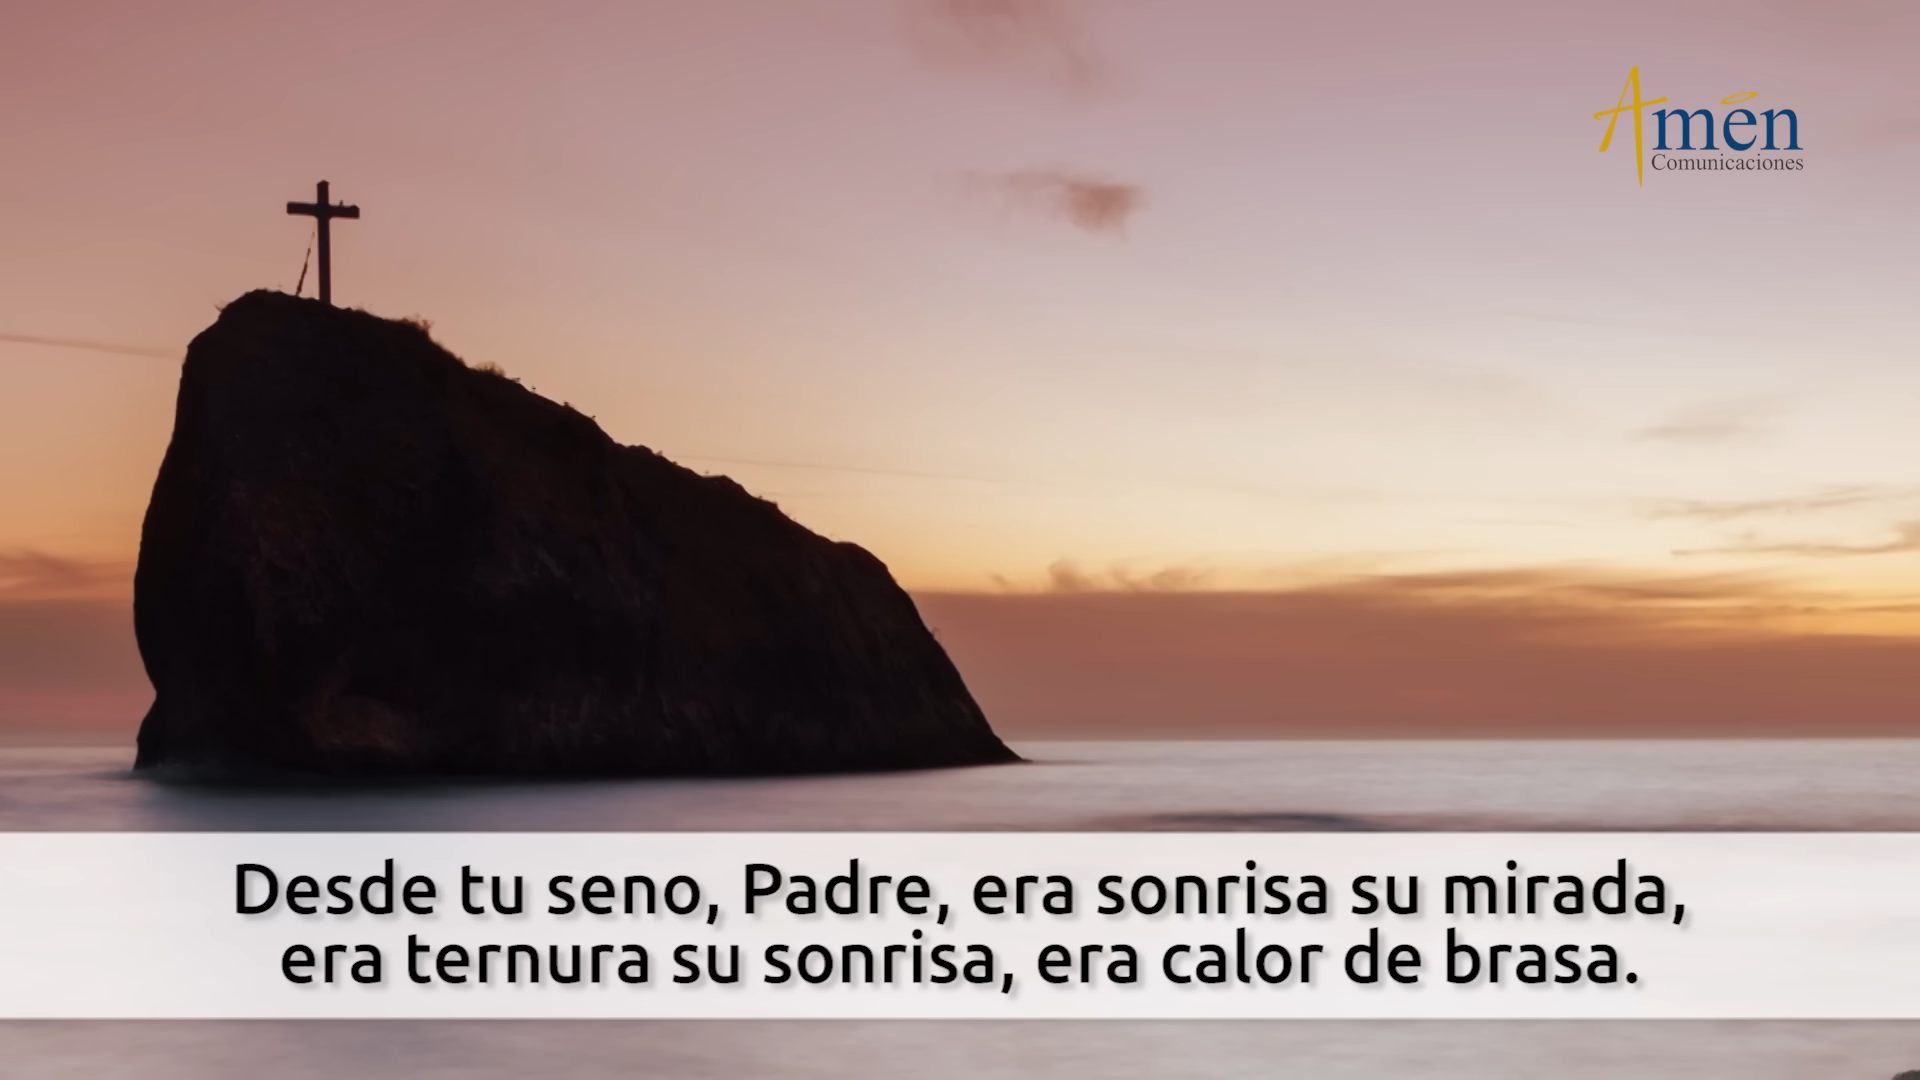 Amén
Comunicaciones
Desde tu seno, Padre, era sonrisa su mirada,
era ternura su sonrisa, era calor de brasa.